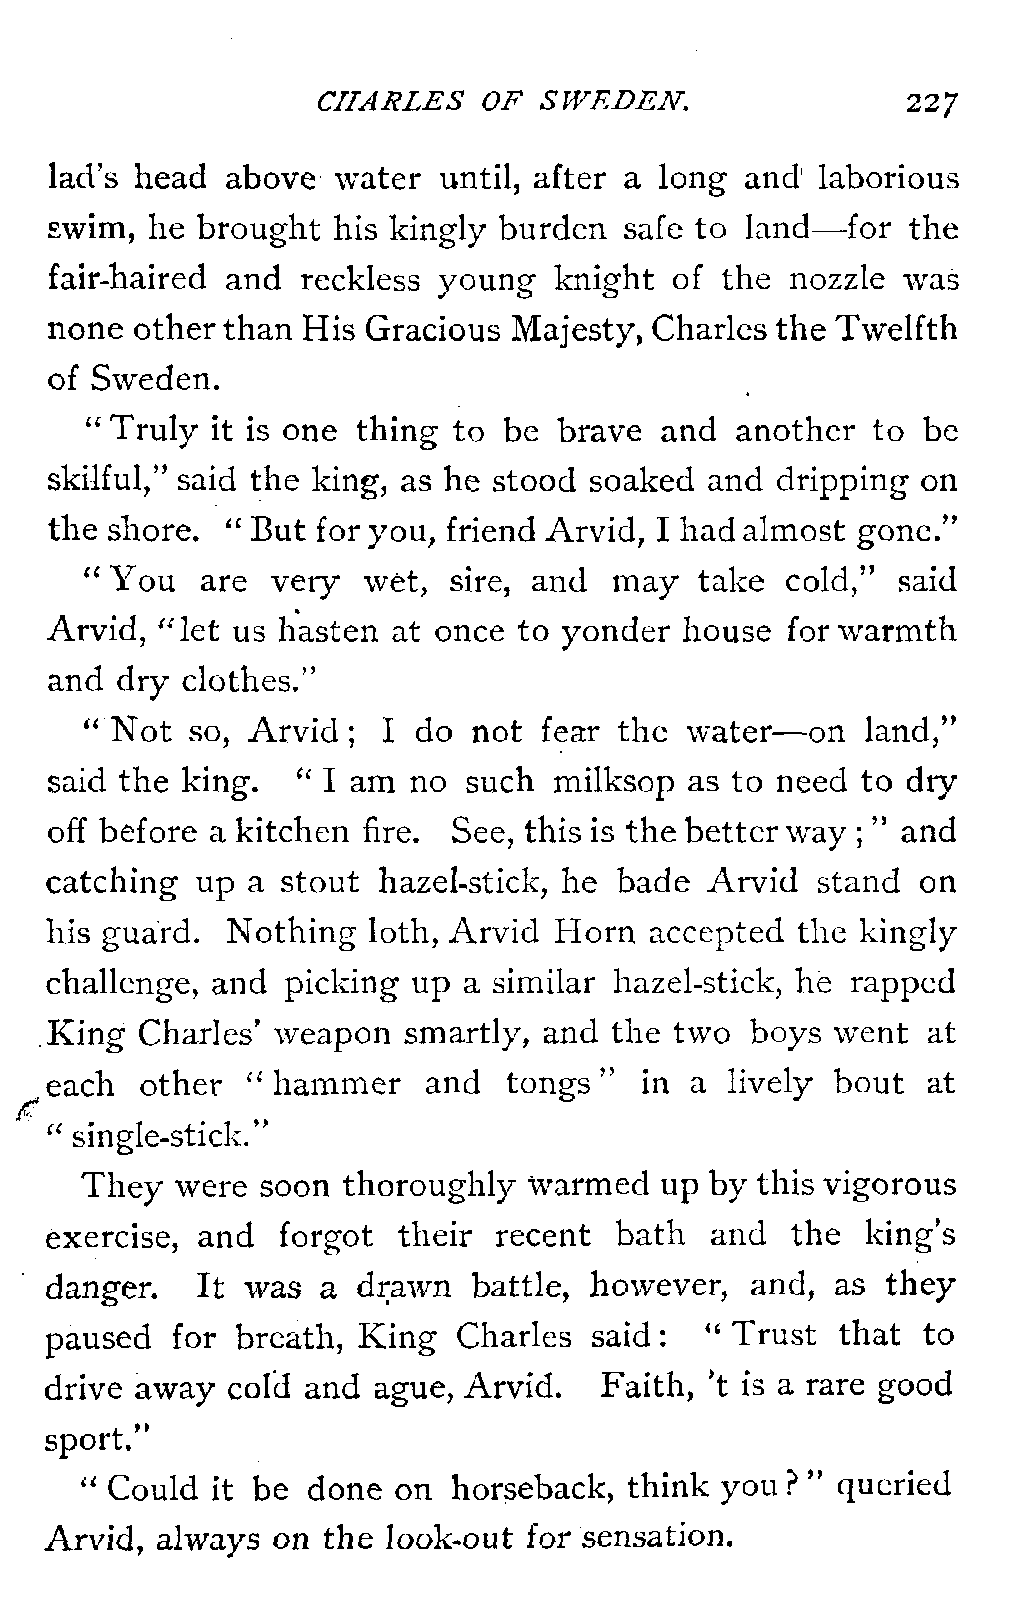 CHARLES OF SWEDEN. 227
lad's head above water until, after a long and laborious
swim, he brought his kingly burden safe to land—for the
fair-haired and reckless young knight of the nozzle was
none other than His Gracious Majesty, Charles the Twelfth
of Sweden.
"Truly it is one thing to be brave and another to be
skilful," said the king, as he stood soaked and dripping on
the shore. "But for you, friend Arvid, I had almost gone."
"You are very wet, sire, and may take cold," said
Arvid, "let us hasten at once to yonder house for warmth
and dry clothes."
"Not so, Arvid; I do not fear the water—on land,"
said the king. "I am no such milksop as to need to dry
off before a kitchen fire. See, this is the better way;" and
catching up a stout hazel-stick, he bade Arvid stand on
his guard. Nothing loth, Arvid Horn accepted the kingly
challenge, and picking up a similar hazel-stick, he rapped
King Charles' weapon smartly, and the two boys went at
each other "hammer and tongs" in a lively bout at
"single-stick."
They were soon thoroughly warmed up by this vigorous
exercise, and forgot their recent bath and the king's
danger. It was a drawn battle, however, and, as they
paused for breath, King Charles said: "Trust that to
drive away cold and ague, Arvid. Faith, 't is a rare good
sport."
"Could it be done on horseback, think you?" queried
Arvid, always on the look-out for sensation.